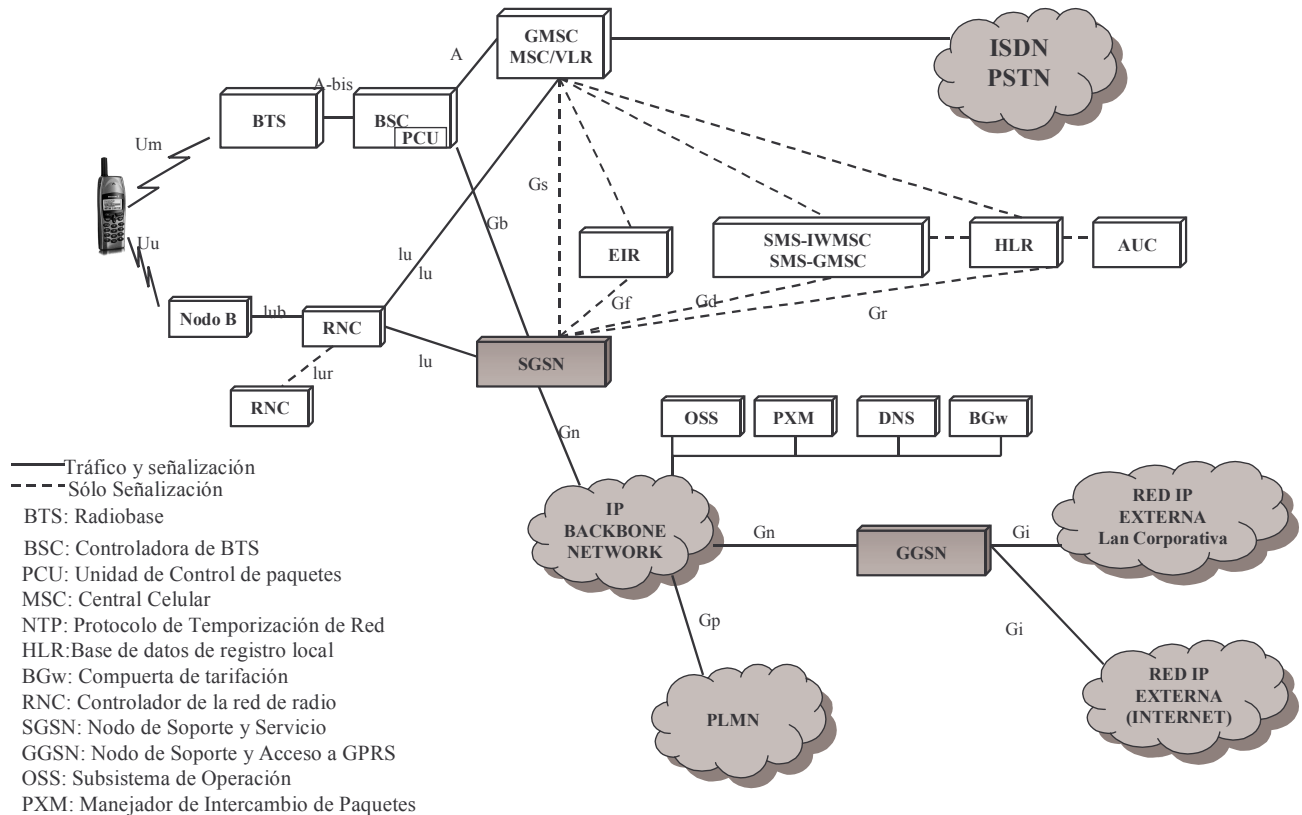 GMSC
MSC/VLR
ISDN
PSTN
A
A-bis
BTS
BSC
PCU
Um
Gs
Gb
Uu
EIR
SMS-IWMSC
SMS-GMSC
HLR
AUC
lu
lu
Gf
Gd
Gr
Nodo B
lub
RNC
lu
SGSN
lur
RNC
Gn
OSS
PXM
DNS
BGw
Tráfico y señalización
Sólo Señalización
BTS: Radiobase
BSC: Controladora de BTS
PCU: Unidad de Control de paquetes
MSC: Central Celular
NTP: Protocolo de Temporización de Red
HLR:Base de datos de registro local
BGw: Compuerta de tarifación
RNC: Controlador de la red de radio
SGSN: Nodo de Soporte y Servicio
GGSN: Nodo de Soporte y Acceso a GPRS
OSS: Subsistema de Operación
PXM: Manejador de Intercambio de Paquetes
IP
BACKBONE
NETWORK
Gn
GGSN
Gi
RED IP
EXTERNA
Lan Corporativa
Gp
Gi
PLMN
RED IP
EXTERNA
(INTERNET)